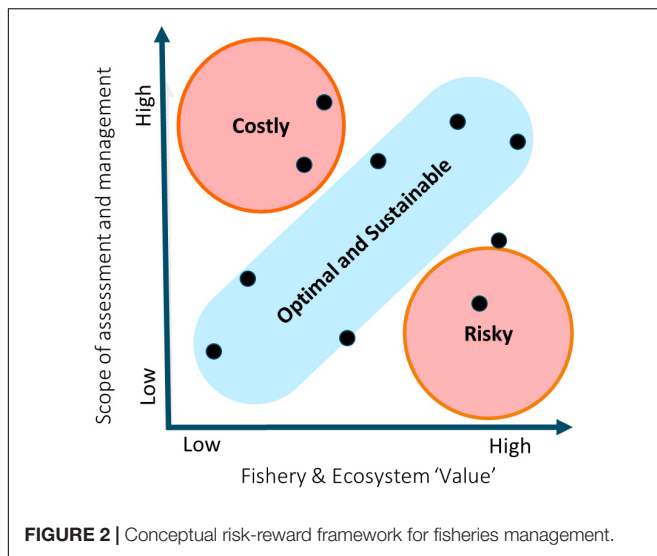 High
Scope of assessment and management
Low
Costly
Optimal and Sustainable
Risky
Low
High
Fishery & Ecosystem ‘Value’
FIGURE 2 | Conceptual risk-reward framework for fisheries management.